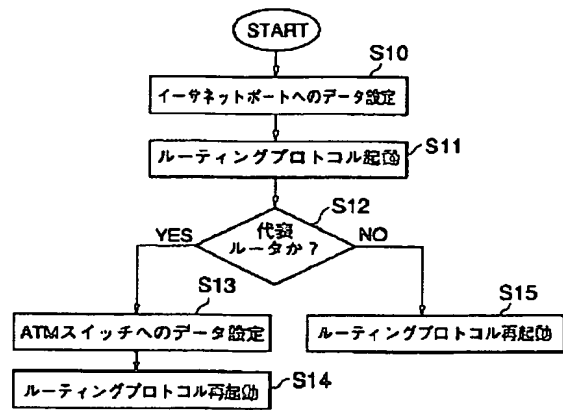 START
S10
イーサネットポートへのデータ設定
S11
ルーティングプロトコル起動
S12
代表
ルータか?
YES
NO
S13
ATMスイッチへのデータ設定
S15
ルーティングプロトコル再起動
ルーティングプロトコル再起動
S14